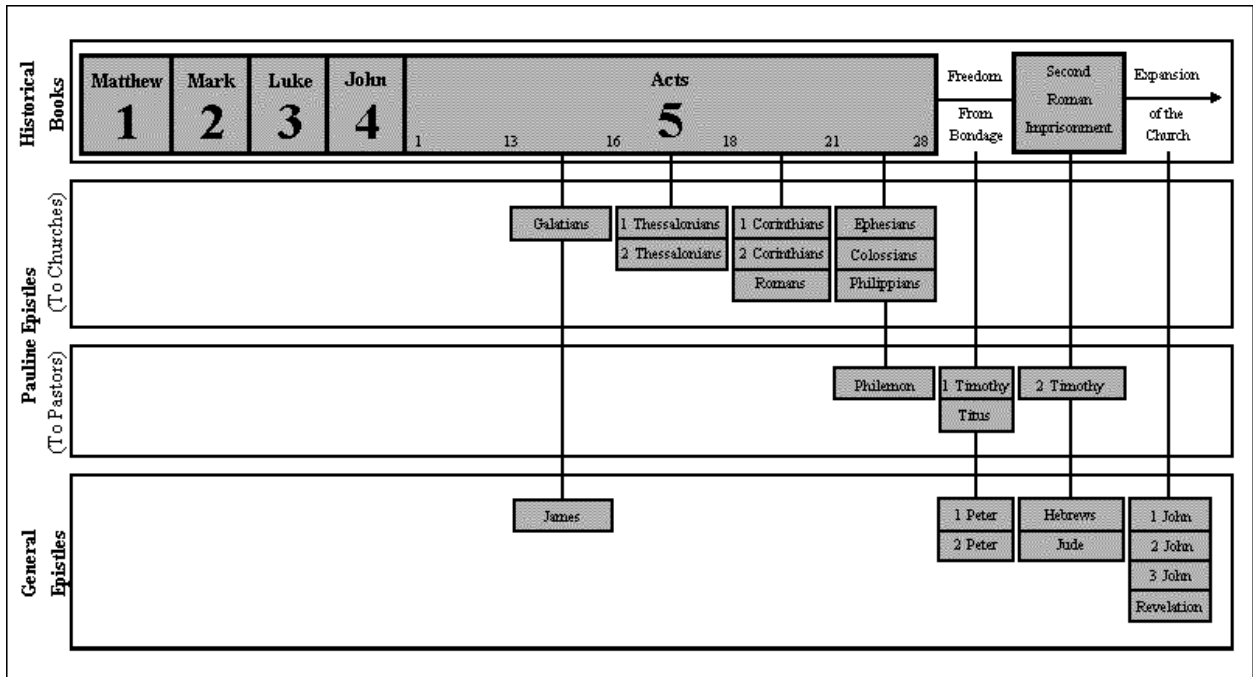 Historical
Books
Matthew
1
Mark
2
Luke
3
John
4
Acts
5
1 13 16 18 21 28
Freedom
From
Bondage
Second
Roman
Imprisonment
Expansion
of the
Church
Pauline Epistles
(To Churches)
Galatians
1 Thessalonians
2 Thessalonians
1 Corinthians
2 Corinthians
Romans
Ephesians
Colossians
Philippians
(To Pastors)
Philemon
1 Timothy
Titus
2 Timothy
General
Epistles
James
1 Peter
2 Peter
Hebrews
Jude
1 John
2 John
3 John
Revelation